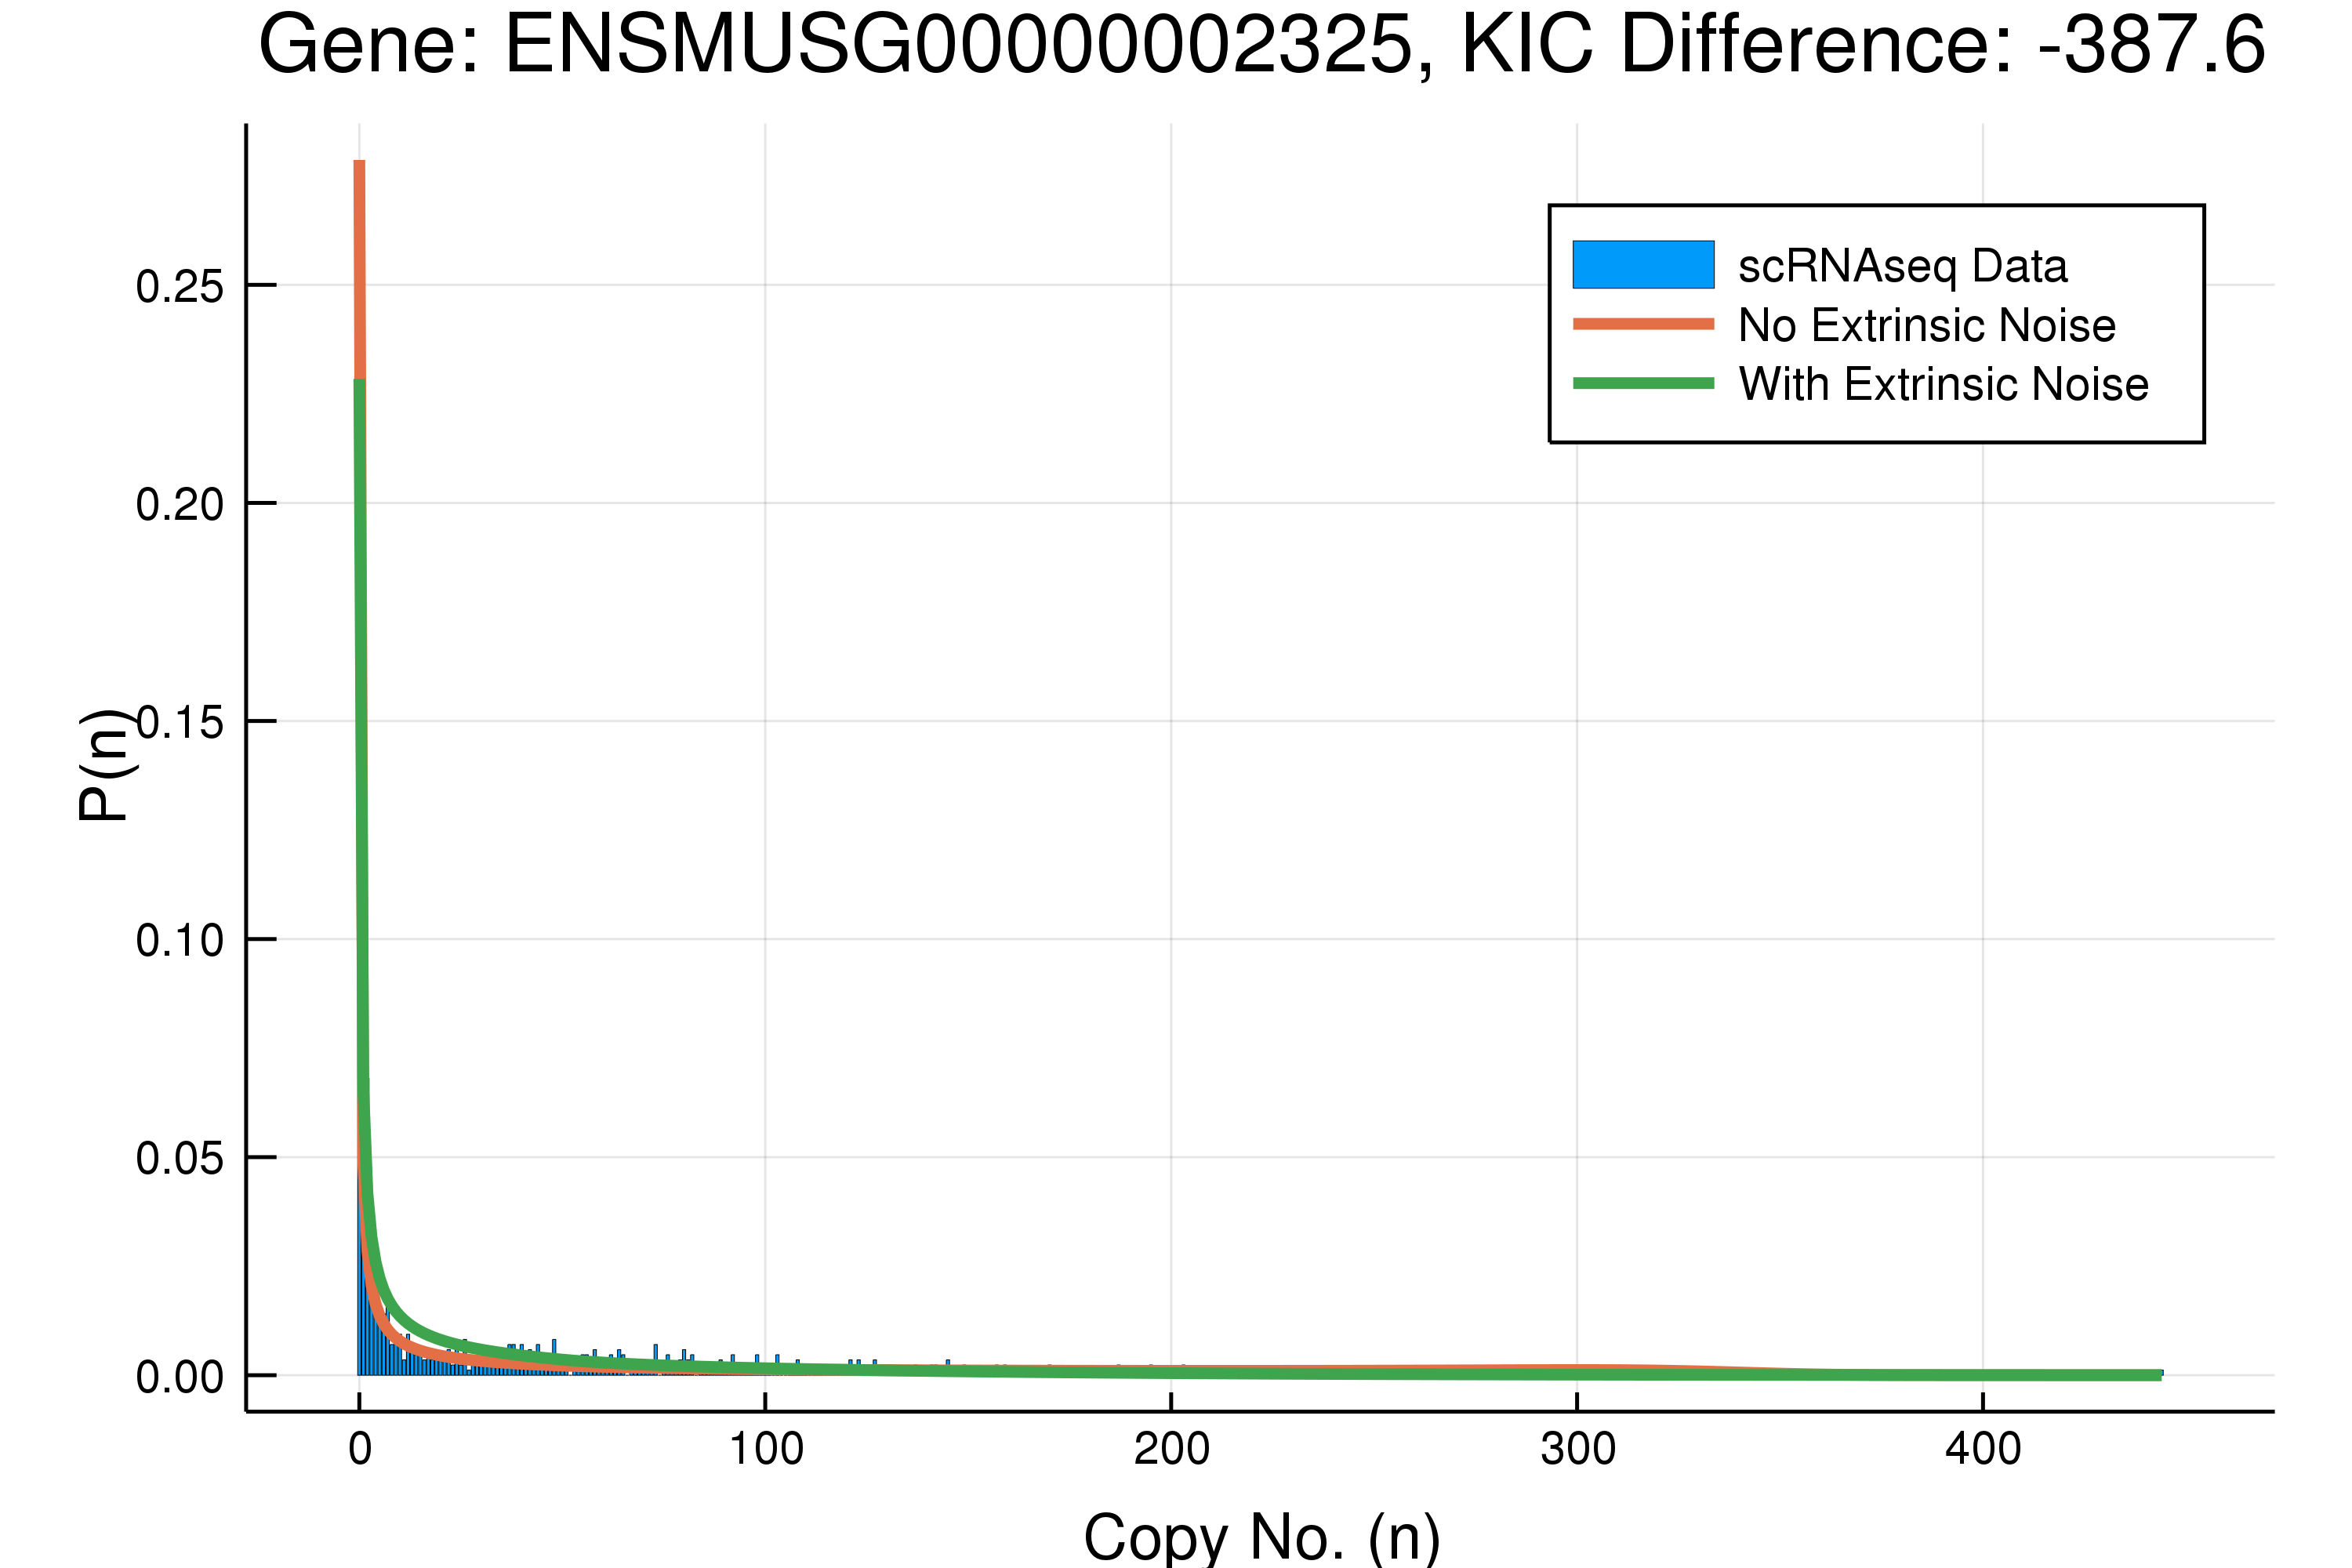 Gene: ENSMUSG00000002325, KIC Difference: -387.6
scRNAseq Data
No Extrinsic Noise
With Extrinsic Noise
P(n)
0.25
0.20
0.15
0.10
0.05
0.00
0 100 200 300 400
Copy No. (n)